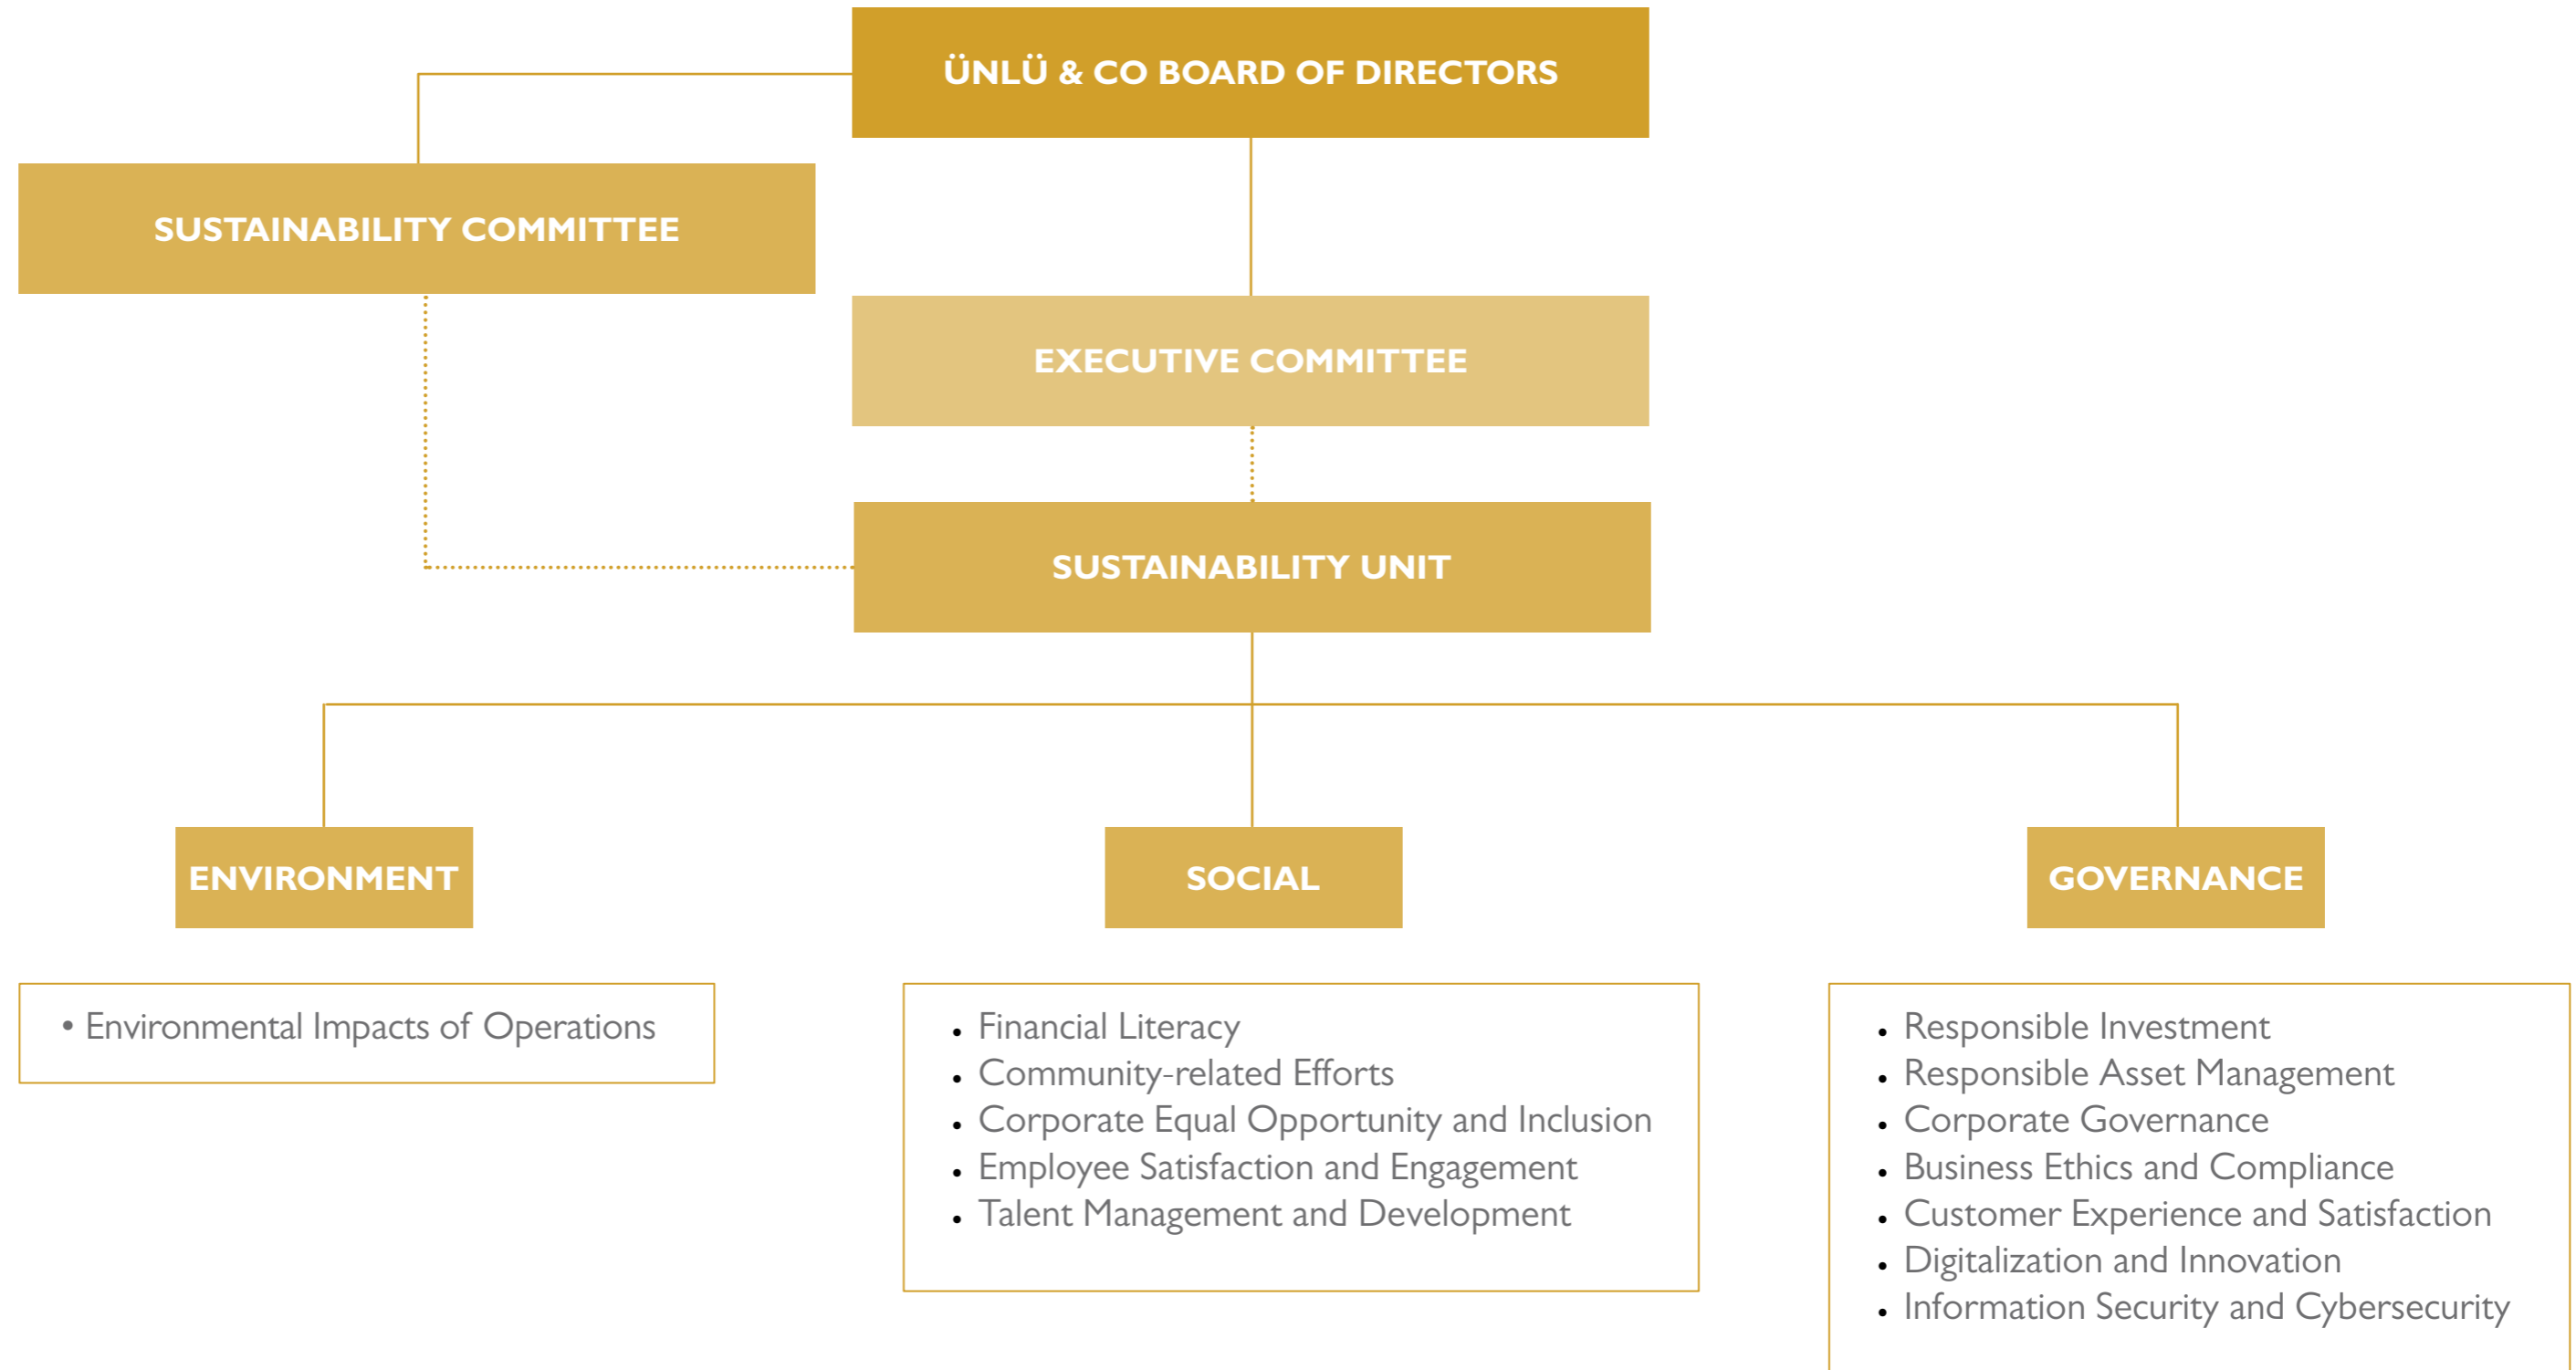 ÜNLÜ & CO BOARD OF DIRECTORS
SUSTAINABILITY COMMITTEE
EXECUTIVE COMMITTEE
SUSTAINABILITY UNIT
ENVIRONMENT
• Environmental Impacts of Operations
SOCIAL
• Financial Literacy
• Community-related Efforts
• Corporate Equal Opportunity and Inclusion
• Employee Satisfaction and Engagement
• Talent Management and Development
GOVERNANCE
• Responsible Investment
• Responsible Asset Management
• Corporate Governance
• Business Ethics and Compliance
• Customer Experience and Satisfaction
• Digitalization and Innovation
• Information Security and Cybersecurity